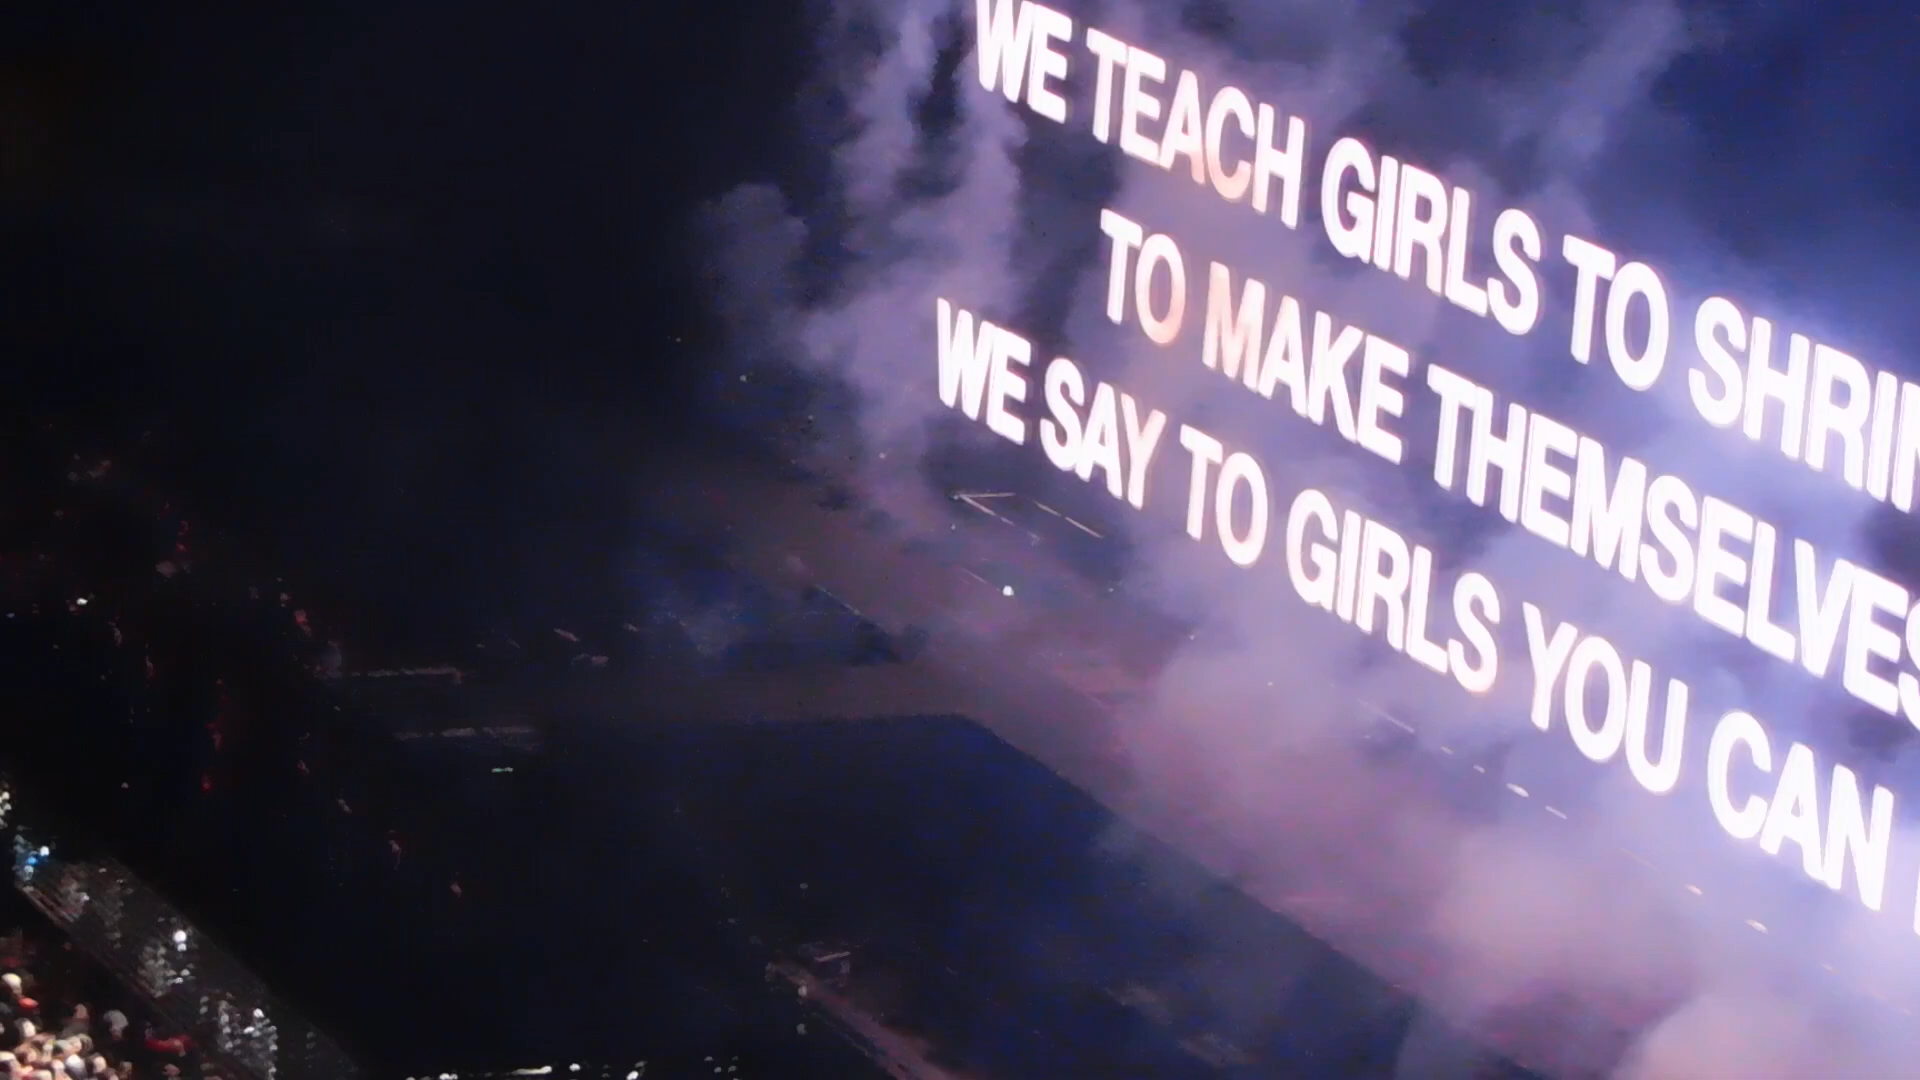 WE TEACH GIRLS TO
TO MAKE THEMSELVES
WE SAY TO GIRLS YOU CAN